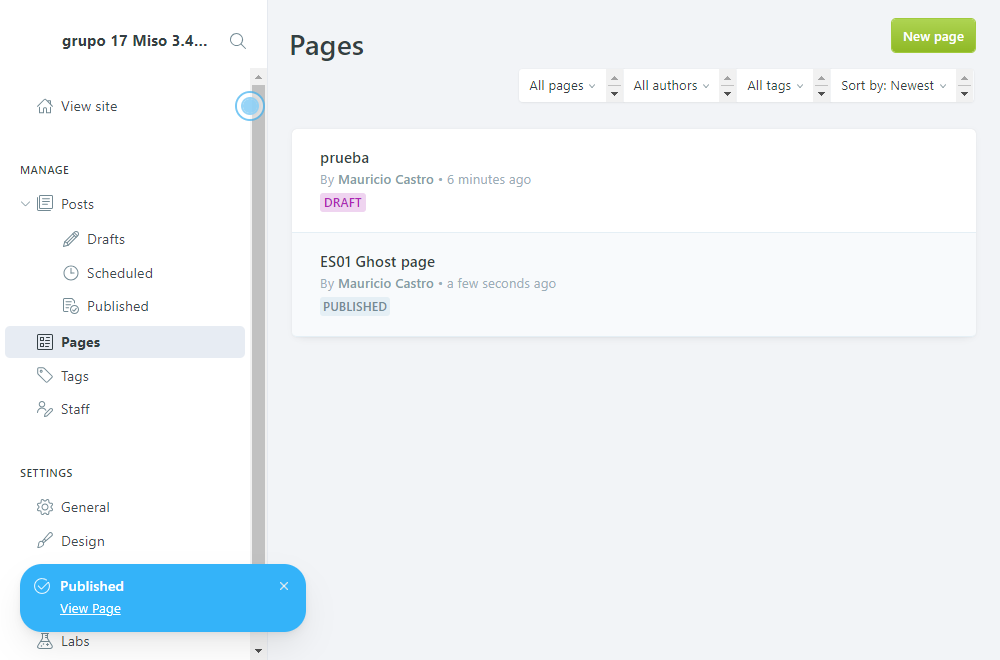 grupo 17 Miso 3.4...
View site
MANAGE
Posts
Drafts
Scheduled
Published
Pages
Tags
Staff
SETTINGS
General
Design
Labs
Published
View Page
Pages
New page
All pages
All authors
All tags
Sort by: Newest
prueba
By Mauricio Castro • 6 minutes ago
DRAFT
ES01 Ghost page
By Mauricio Castro • a few seconds ago
PUBLISHED